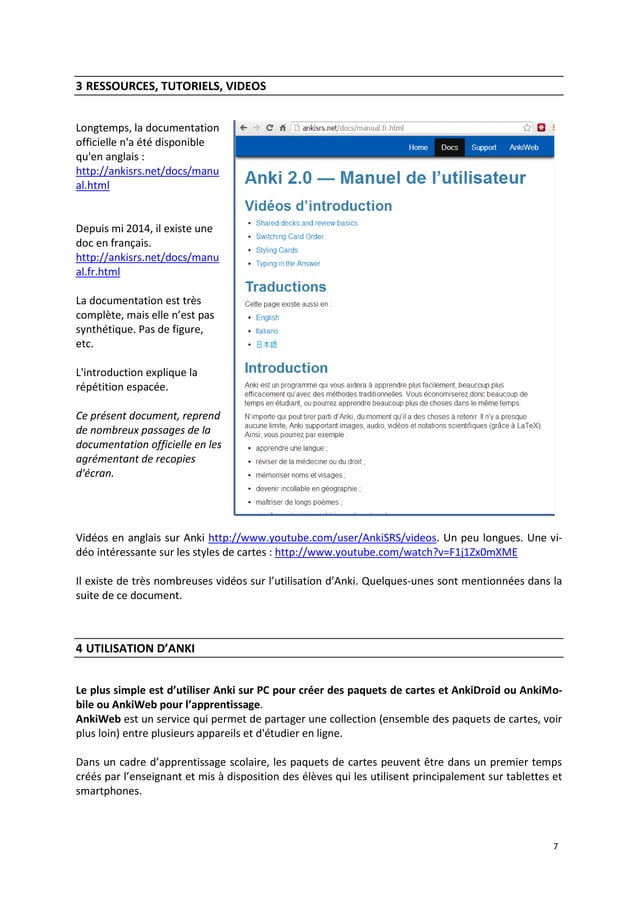 3 RESSOURCES, TUTORIELS, VIDEOS
Longtemps, la documentation
officielle n'a été disponible
qu'en anglais :
http://ankisrs.net/docs/manu
al.html
Depuis mi 2014, il existe une
doc en français.
http://ankisrs.net/docs/manu
al.fr.html
La documentation est très
complète, mais elle n’est pas
synthétique. Pas de figure,
etc.
L'introduction explique la
répétition espacée.
Ce présent document, reprend
de nombreux passages de la
documentation officielle en les
agrémentant de recopies
d'écran.
ankisrs.net/docs/manual.fr.html
Home Docs Support AnkiWeb
Anki 2.0 — Manuel de l’utilisateur
Vidéos d’introduction
• Shared decks and review basics
• Switching Card Order
• Styling Cards
• Typing in the Answer
Traductions
Cette page existe aussi en :
• English
• Italiano
• 日本語
Introduction
Anki est un programme qui vous aidera à apprendre plus facilement, beaucoup plus
efficacement qu’avec des méthodes traditionnelles. Vous économiserez donc beaucoup de
temps en étudiant, ou pourrez apprendre beaucoup plus de choses dans le même temps.
N’importe qui peut tirer parti d’Anki, du moment qu’il a des choses à retenir. Il n’y a presque
aucune limite, Anki supportant images, audio, vidéos et notations scientifiques (grâce à LaTeX).
Ainsi, vous pourrez par exemple :
• apprendre une langue ;
• réviser de la médecine ou du droit ;
• mémoriser noms et visages ;
• devenir incollable en géographie ;
• maîtriser de longs poèmes ;
Vidéos en anglais sur Anki http://www.youtube.com/user/AnkiSRS/videos. Un peu longues. Une vi-
déo intéressante sur les styles de cartes : http://www.youtube.com/watch?v=F1j1Zx0mXME
Il existe de très nombreuses vidéos sur l’utilisation d’Anki. Quelques-unes sont mentionnées dans la
suite de ce document.
4 UTILISATION D’ANKI
Le plus simple est d’utiliser Anki sur PC pour créer des paquets de cartes et AnkiDroid ou AnkiMo-
bile ou AnkiWeb pour l’apprentissage.
AnkiWeb est un service qui permet de partager une collection (ensemble des paquets de cartes, voir
plus loin) entre plusieurs appareils et d'étudier en ligne.
Dans un cadre d’apprentissage scolaire, les paquets de cartes peuvent être dans un premier temps
créés par l’enseignant et mis à disposition des élèves qui les utilisent principalement sur tablettes et
smartphones.
7